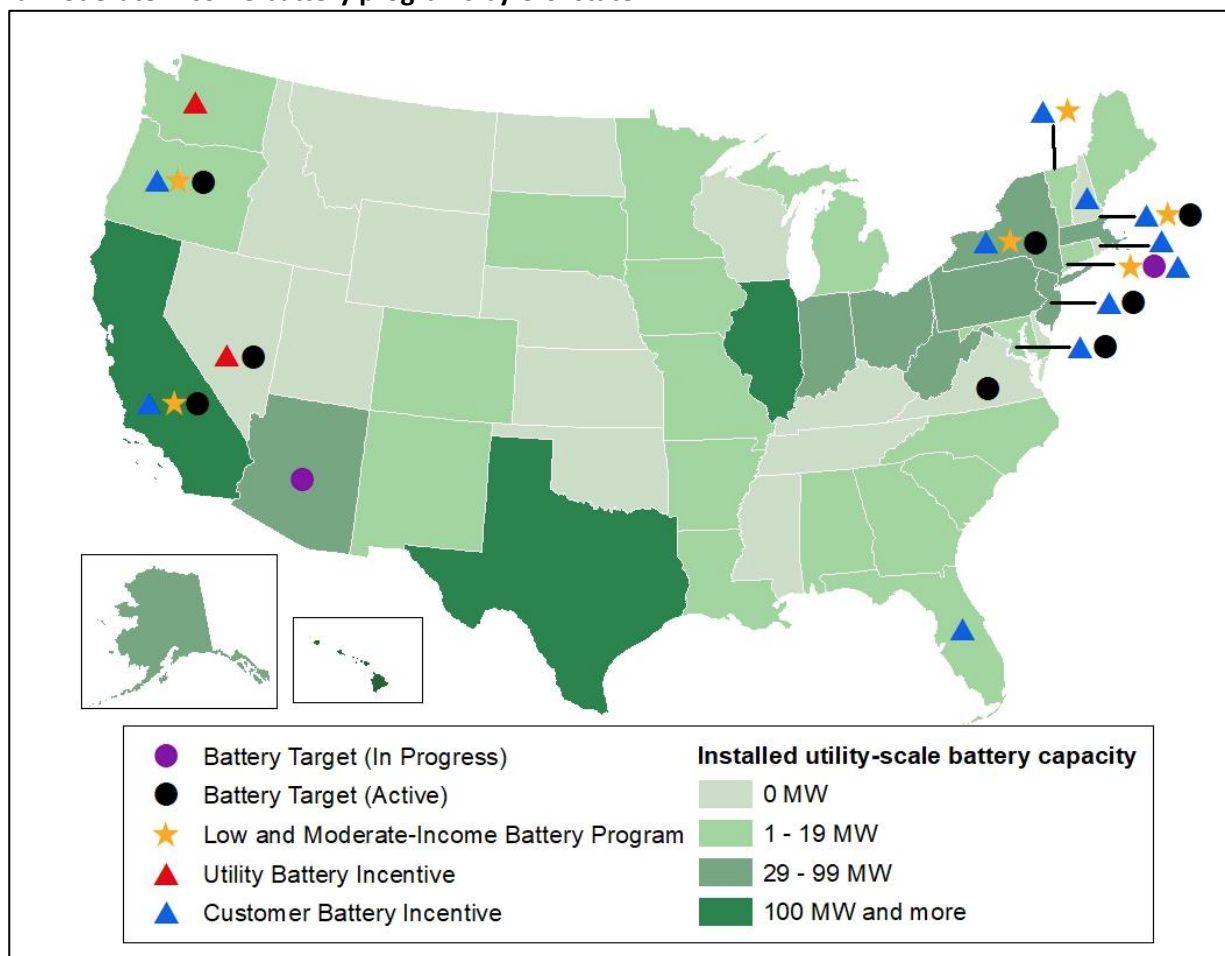 Battery Target (In Progress)
Battery Target (Active)
Low and Moderate-Income Battery Program
Utility Battery Incentive
Customer Battery Incentive
Installed utility-scale battery capacity
0 MW
1 - 19 MW
29 - 99 MW
100 MW and more